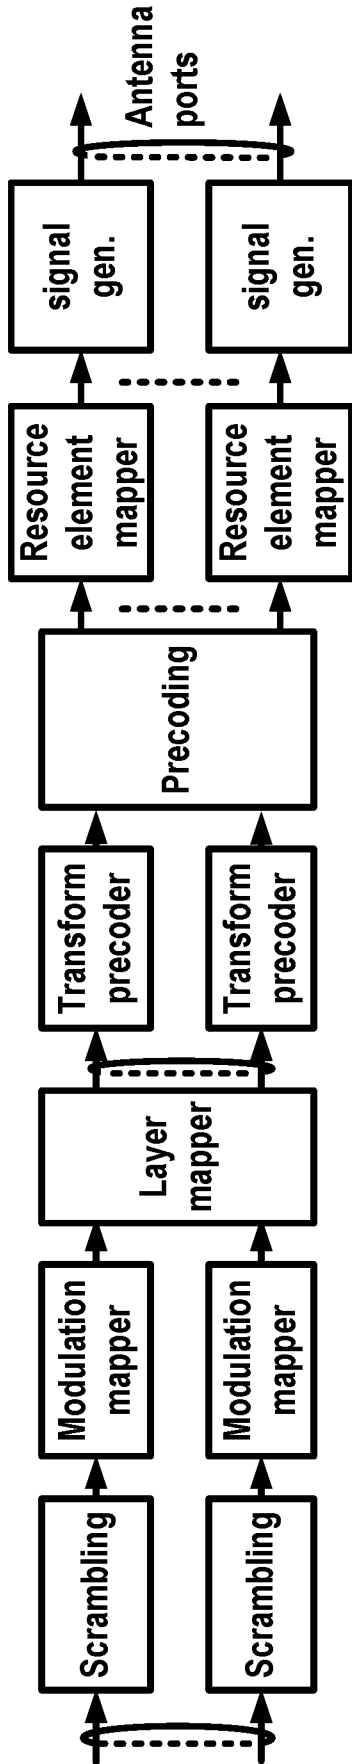 Scrambling
Scrambling
Modulation
mapper
Modulation
mapper
Layer
mapper
Transform
precoder
Transform
precoder
Precoding
Resource
element
mapper
Resource
element
mapper
signal
gen.
signal
gen.
Antenna
ports